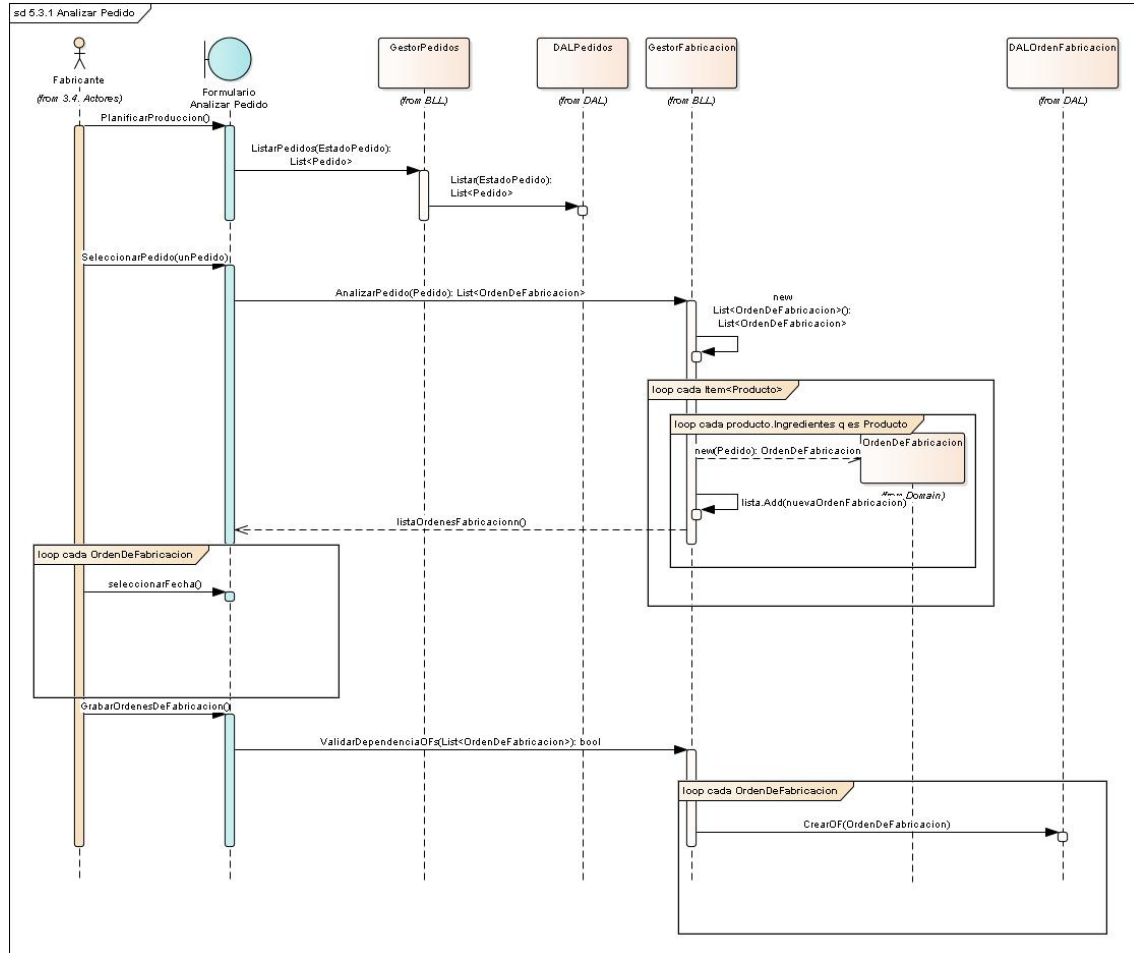 sd 5.3.1 Analizar Pedido
Fabricante
(from 3.4. Actores)
Formulario
Analizar Pedido
GestorPedidos
(from BLL)
DALPedidos
(from DAL)
GestorFabricacion
(from BLL)
DALOrdenFabricacion
(from DAL)
PlanificarProduccion()
ListarPedidos(EstadoPedido):
List<Pedido>
Listar(EstadoPedido):
List<Pedido>
SeleccionarPedido(unPedido)
AnalizarPedido(Pedido): List<OrdenDeFabricacion>
new
List<OrdenDeFabricacion>():
List<OrdenDeFabricacion>
loop cada Item<Producto>
loop cada producto.Ingredientes q es Producto
OrdenDeFabricacion
new(Pedido): OrdenDeFabricacion
(from Domain)
lista.Add(nuevaOrdenFabricacion)
listaOrdenesFabricacionn()
loop cada OrdenDeFabricacion
seleccionarFecha()
GrabarOrdenesDeFabricacion()
ValidarDependenciaOFs(List<OrdenDeFabricacion>): bool
loop cada OrdenDeFabricacion
CrearOF(OrdenDeFabricacion)